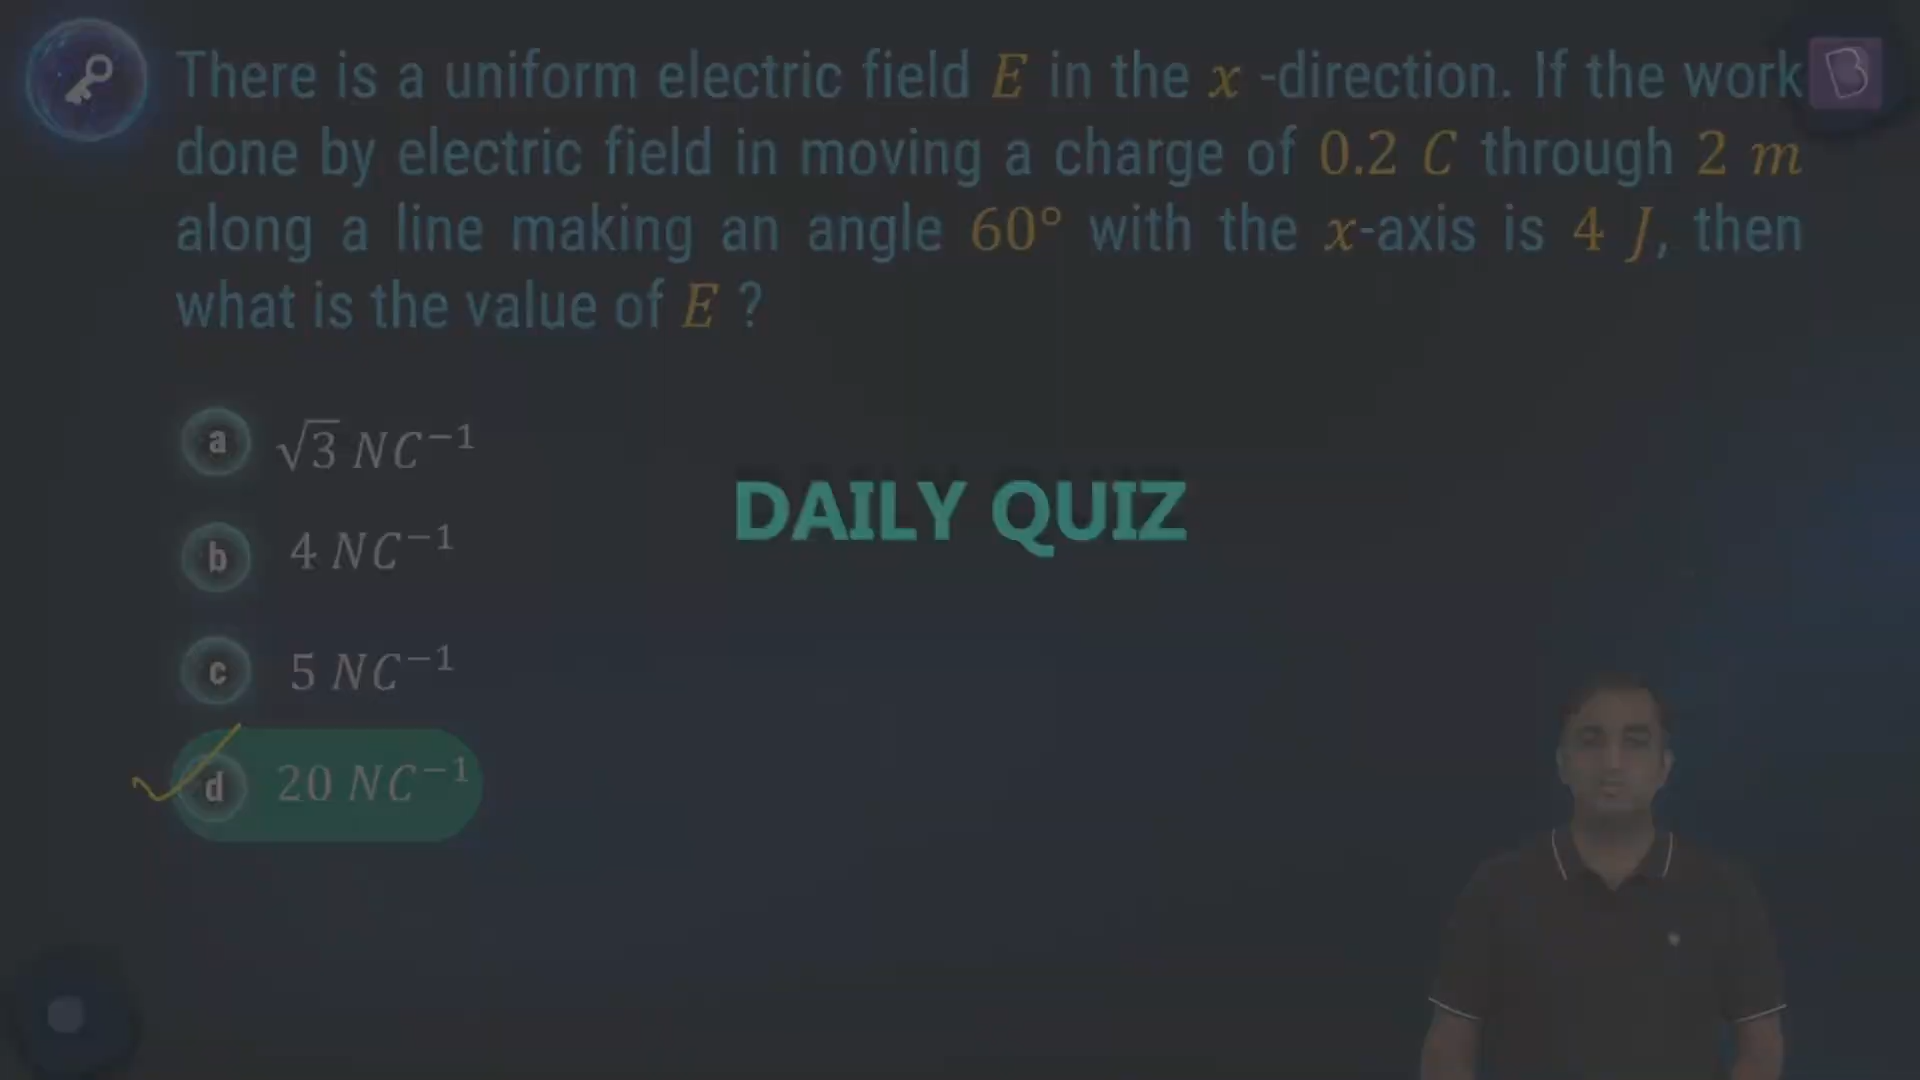 There is a uniform electric field E in the x -direction. If the work
done by electric field in moving a charge of 0.2 C through 2 m
along a line making an angle 60° with the x-axis is 4 J, then
what is the value of E ?
a √3 NC⁻¹
DAILY QUIZ
b 4 NC⁻¹
c 5 NC⁻¹
d 20 NC⁻¹